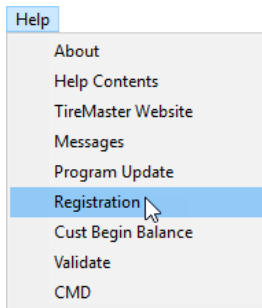 Help
About
Help Contents
TireMaster Website
Messages
Program Update
Registration
Cust Begin Balance
Validate
CMD